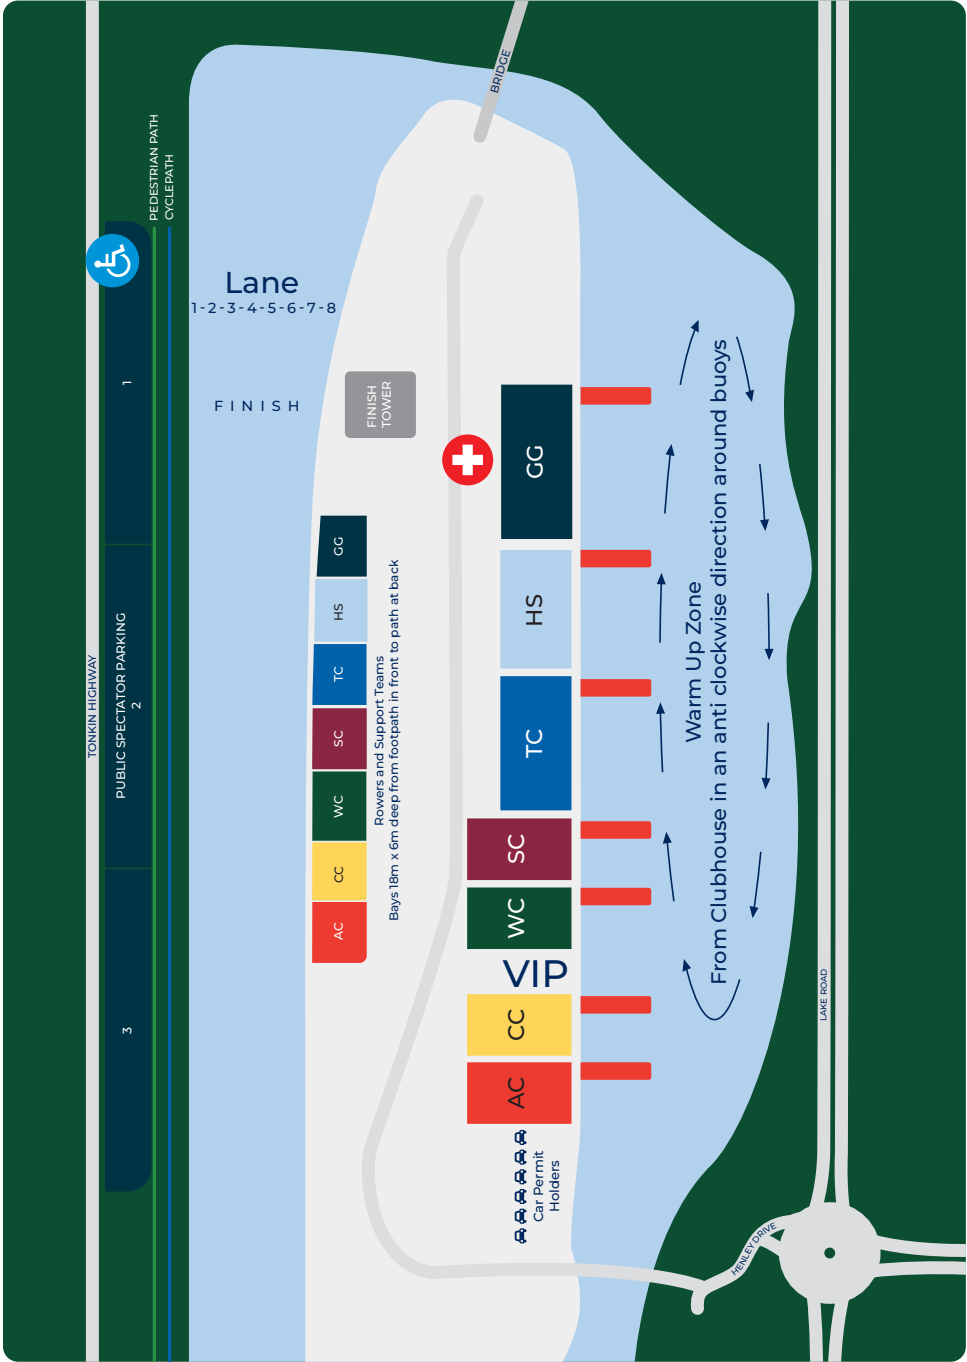 BRIDGE
PEDESTRIAN PATH
CYCLEPATH
Lane
1-2-3-4-5-6-7-8
FINISH
FINISH
TOWER
1
PUBLIC SPECTATOR PARKING
2
3
TONKIN HIGHWAY
GG
HS
TC
SC
WC
CC
AC
Rowers and Support Teams
Bays 18m x 6m deep from footpath in front to path at back
GG
HS
TC
SC
WC
VIP
CC
AC
Car Permit
Holders
Warm Up Zone
From Clubhouse in an anti clockwise direction around buoys
LAKE ROAD
HENLEY DRIVE